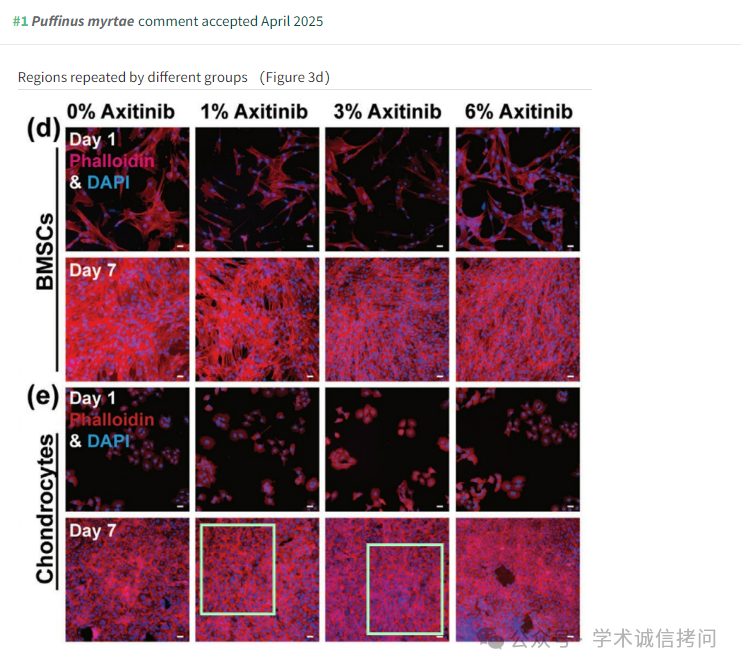 #1 Puffinus myrtae comment accepted April 2025
Regions repeated by different groups （Figure 3d）
0% Axitinib 1% Axitinib 3% Axitinib 6% Axitinib
(d)
Day 1
Phalloidin
& DAPI
BMSCs
Day 7
(e)
Day 1
Phalloidin
& DAPI
Chondrocytes
Day 7
公众号 · 学术诚信拷问